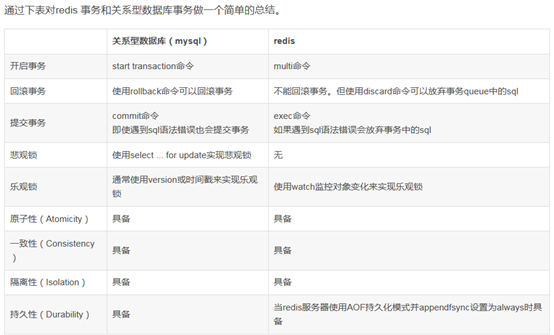 通过下表对redis 事务和关系型数据库事务做一个简单的总结。
关系型数据库（mysql） redis
开启事务 start transaction命令 multi命令
回滚事务 使用rollback命令可以回滚事务 不能回滚事务。但使用discard命令可以放弃事务queue中的sql
提交事务 commit命令 exec命令
即使遇到sql语法错误也会提交事务 如果遇到sql语法错误会放弃事务中的sql
悲观锁 使用select ... for update实现悲观锁 无
乐观锁 通常使用version或时间戳来实现乐观 使用watch监控对象变化来实现乐观锁
锁
原子性（Atomicity） 具备 具备
一致性（Consistency 具备 具备
）
隔离性（Isolation） 具备 具备
持久性（Durability） 具备 当redis服务器使用AOF持久化模式并appendfsync设置为always时具
备